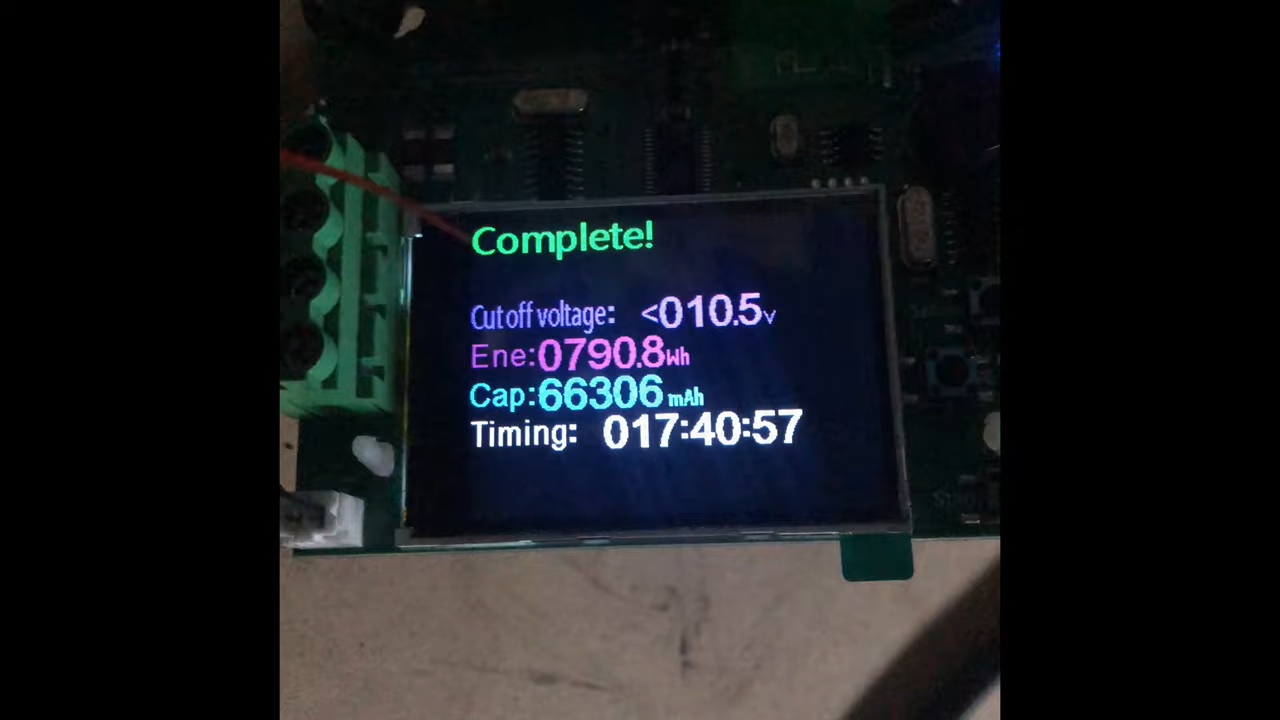 Complete!
Cutoff voltage: <010.5v
Ene:0790.8Wh
Cap:66306mAh
Timing: 017:40:57